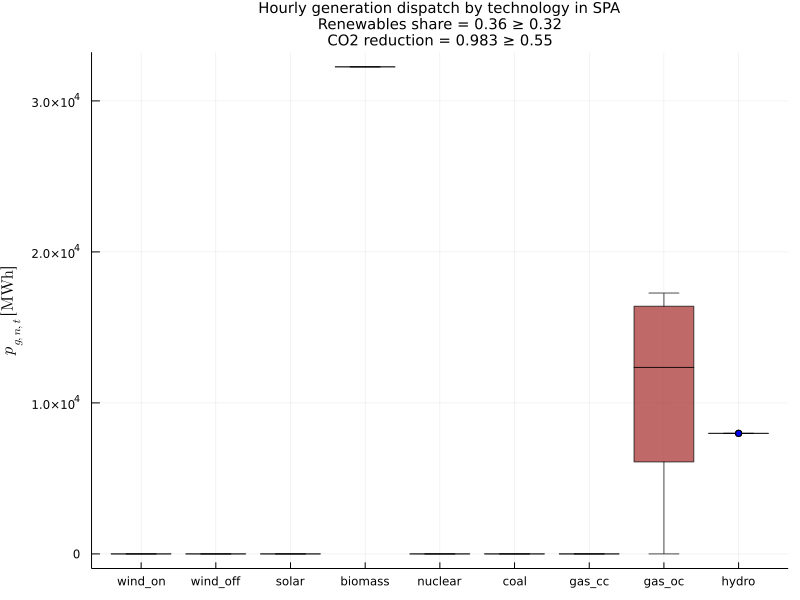 Hourly generation dispatch by technology in SPA
Renewables share = 0.36 ≥ 0.32
CO2 reduction = 0.983 ≥ 0.55
3.0×10⁴
2.0×10⁴
1.0×10⁴
0
p_{g,n,t} [MWh]
wind_on wind_off solar biomass nuclear coal gas_cc gas_oc hydro